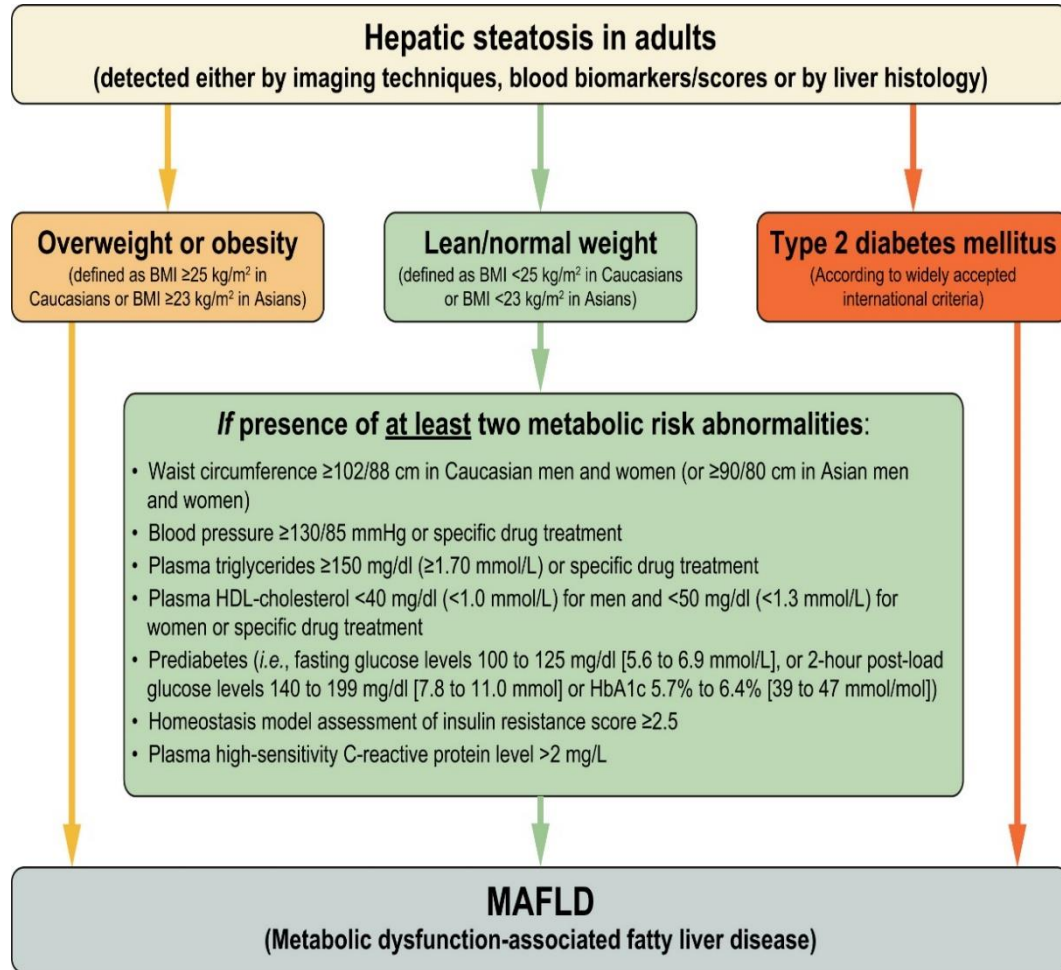 Hepatic steatosis in adults
(detected either by imaging techniques, blood biomarkers/scores or by liver histology)
Overweight or obesity
(defined as BMI ≥25 kg/m² in
Caucasians or BMI ≥23 kg/m² in Asians)
Lean/normal weight
(defined as BMI <25 kg/m² in Caucasians
or BMI <23 kg/m² in Asians)
Type 2 diabetes mellitus
(According to widely accepted
international criteria)
If presence of at least two metabolic risk abnormalities:
• Waist circumference ≥102/88 cm in Caucasian men and women (or ≥90/80 cm in Asian men
and women)
• Blood pressure ≥130/85 mmHg or specific drug treatment
• Plasma triglycerides ≥150 mg/dl (≥1.70 mmol/L) or specific drug treatment
• Plasma HDL-cholesterol <40 mg/dl (<1.0 mmol/L) for men and <50 mg/dl (<1.3 mmol/L) for
women or specific drug treatment
• Prediabetes (i.e., fasting glucose levels 100 to 125 mg/dl [5.6 to 6.9 mmol/L], or 2-hour post-load
glucose levels 140 to 199 mg/dl [7.8 to 11.0 mmol] or HbA1c 5.7% to 6.4% [39 to 47 mmol/mol])
• Homeostasis model assessment of insulin resistance score ≥2.5
• Plasma high-sensitivity C-reactive protein level >2 mg/L
MAFLD
(Metabolic dysfunction-associated fatty liver disease)